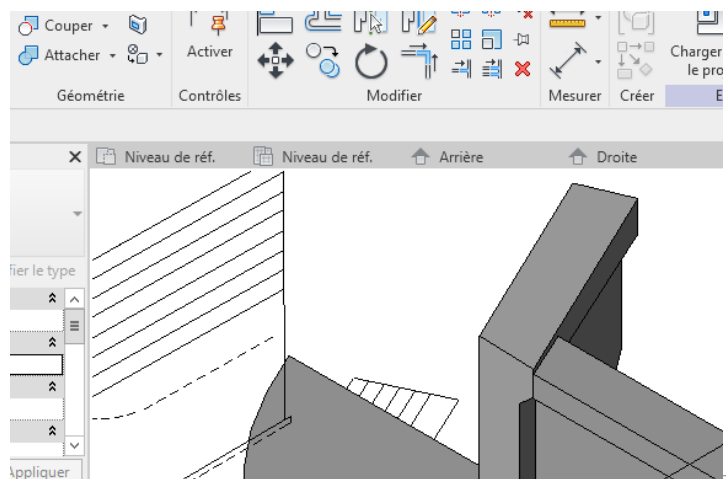 Couper
Attacher
Activer
Charger
le pro
Géométrie
Contrôles
Modifier
Mesurer
Créer
E
Niveau de réf.
Niveau de réf.
Arrière
Droite
fier le type
Appliquer